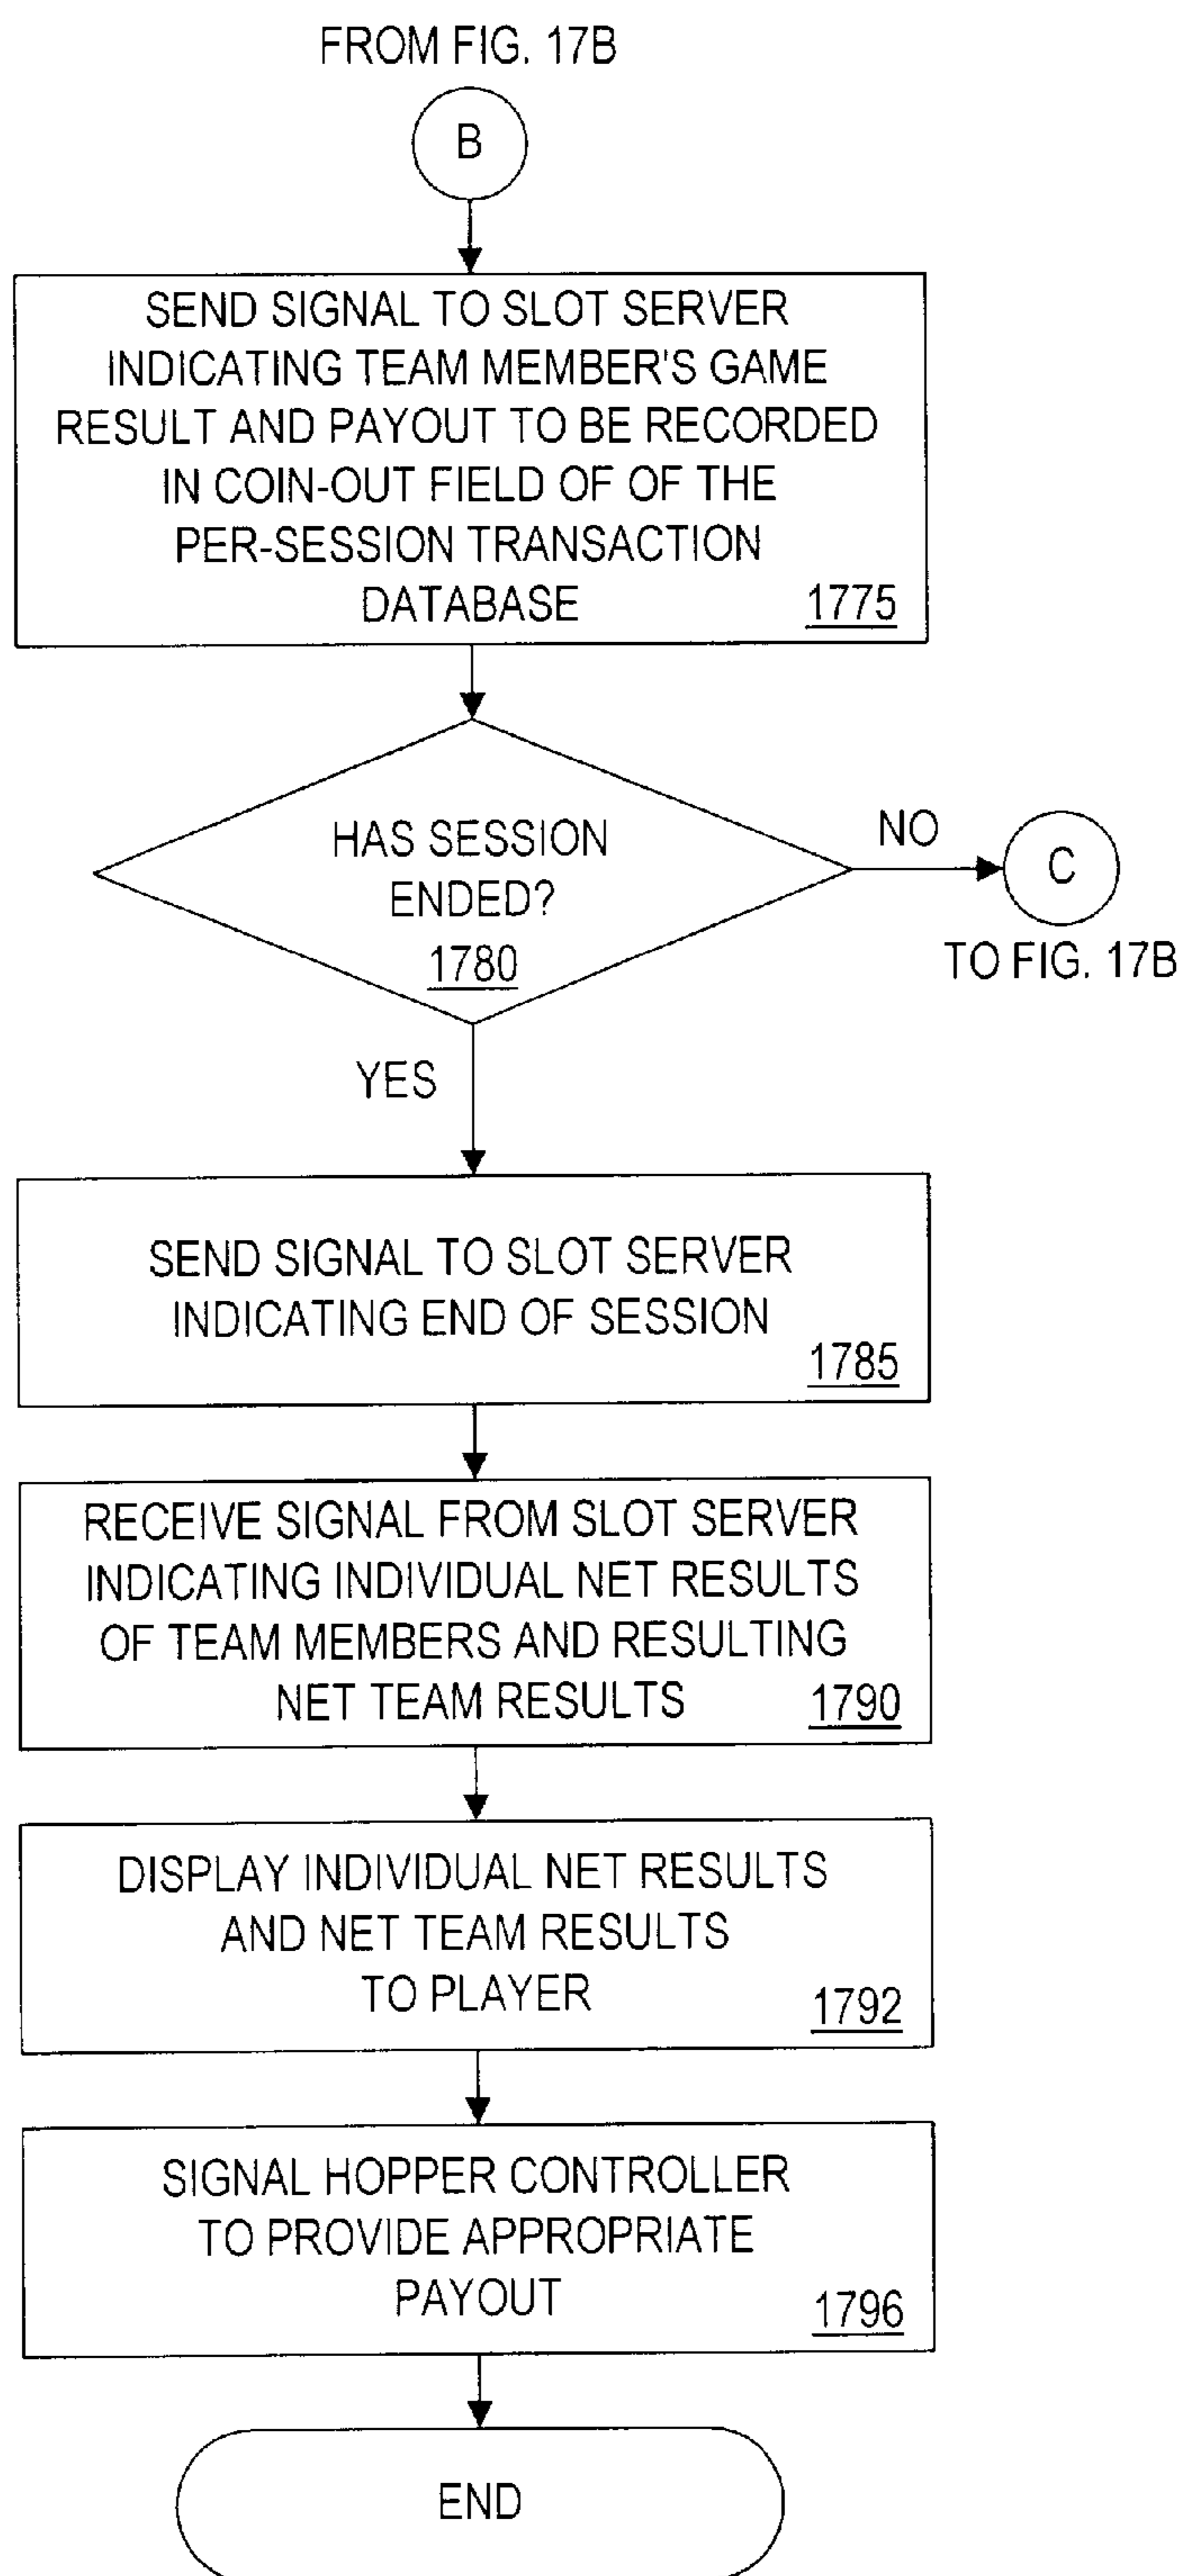 FROM FIG. 17B
B
SEND SIGNAL TO SLOT SERVER
INDICATING TEAM MEMBER'S GAME
RESULT AND PAYOUT TO BE RECORDED
IN COIN-OUT FIELD OF OF THE
PER-SESSION TRANSACTION
DATABASE 1775
HAS SESSION
ENDED?
1780
NO
C
TO FIG. 17B
YES
SEND SIGNAL TO SLOT SERVER
INDICATING END OF SESSION
1785
RECEIVE SIGNAL FROM SLOT SERVER
INDICATING INDIVIDUAL NET RESULTS
OF TEAM MEMBERS AND RESULTING
NET TEAM RESULTS 1790
DISPLAY INDIVIDUAL NET RESULTS
AND NET TEAM RESULTS
TO PLAYER 1792
SIGNAL HOPPER CONTROLLER
TO PROVIDE APPROPRIATE
PAYOUT 1796
END